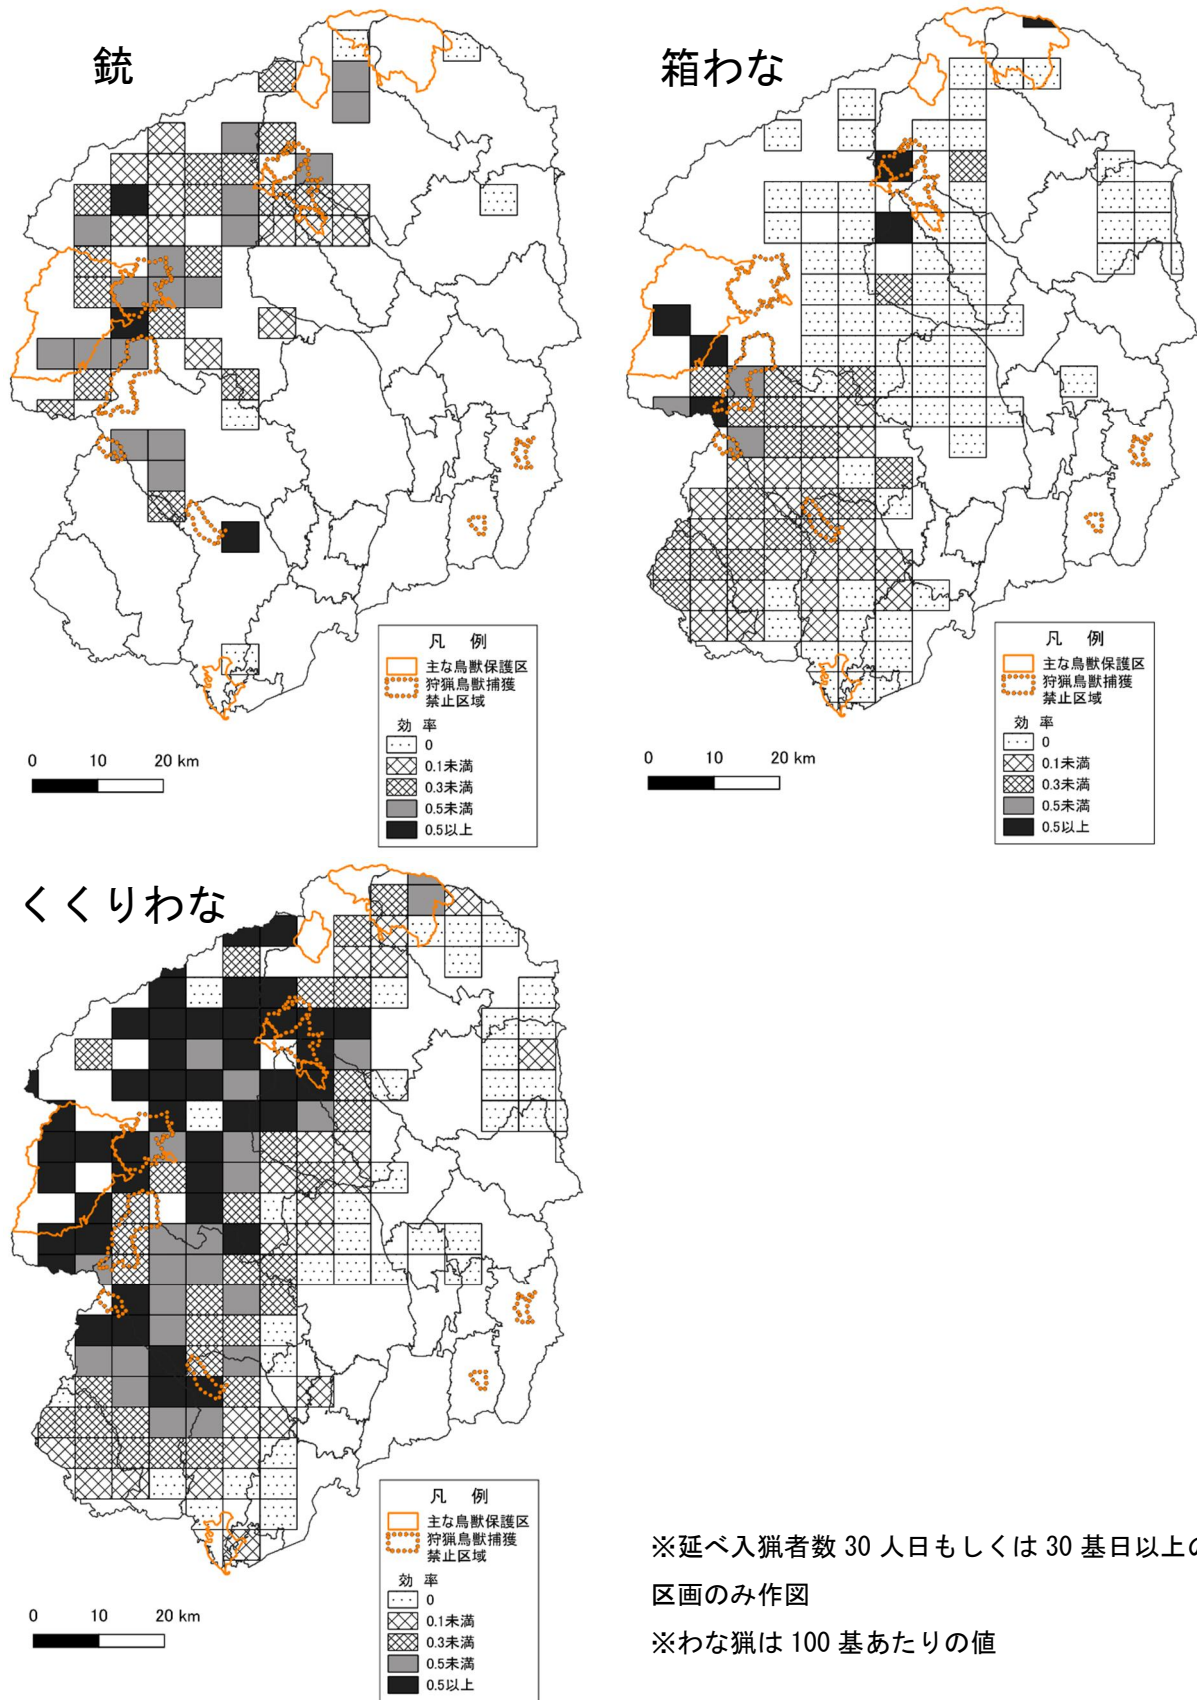 銃
凡 例
主な鳥獣保護区
狩猟鳥獣捕獲
禁止区域
効 率
0
0.1未満
0.3未満
0.5未満
0.5以上
0 10 20 km
箱わな
凡 例
主な鳥獣保護区
狩猟鳥獣捕獲
禁止区域
効 率
0
0.1未満
0.3未満
0.5未満
0.5以上
0 10 20 km
くくりわな
凡 例
主な鳥獣保護区
狩猟鳥獣捕獲
禁止区域
効 率
0
0.1未満
0.3未満
0.5未満
0.5以上
0 10 20 km
※延べ入猟者数 30 人日もしくは 30 基日以上の
区画のみ作図
※わな猟は 100 基あたりの値